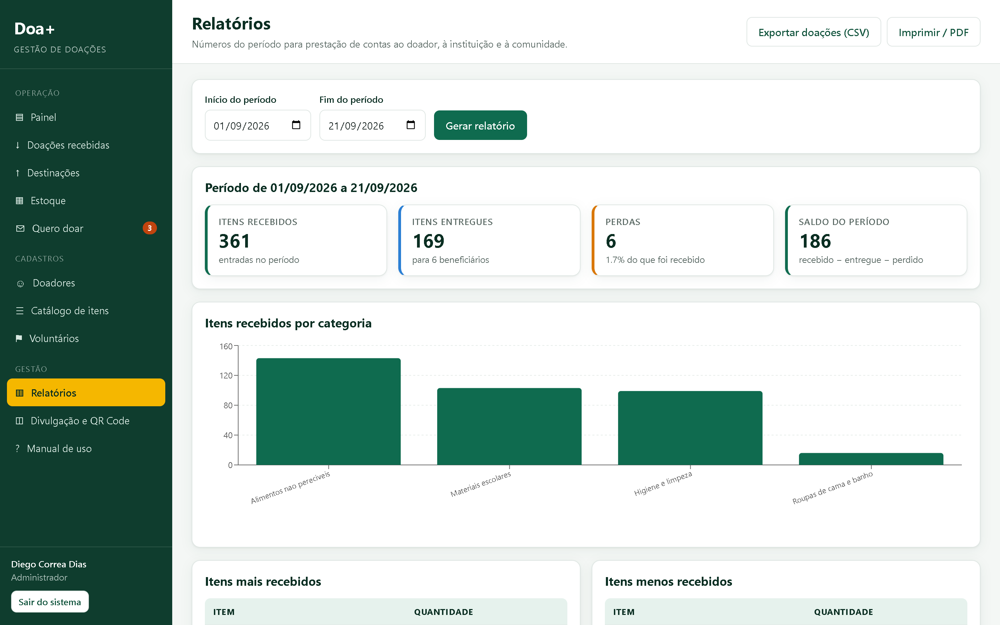 Doa+
GESTÃO DE DOAÇÕES
OPERAÇÃO
Painel
Doações recebidas
Destinações
Estoque
Quero doar 3
CADASTROS
Doadores
Catálogo de itens
Voluntários
GESTÃO
Relatórios
Divulgação e QR Code
? Manual de uso
Diego Correa Dias
Administrador
Sair do sistema
Relatórios
Números do período para prestação de contas ao doador, à instituição e à comunidade.
Exportar doações (CSV)
Imprimir / PDF
Início do período
01/09/2026
Fim do período
21/09/2026
Gerar relatório
Período de 01/09/2026 a 21/09/2026
ITENS RECEBIDOS
361
entradas no período
ITENS ENTREGUES
169
para 6 beneficiários
PERDAS
6
1.7% do que foi recebido
SALDO DO PERÍODO
186
recebido − entregue − perdido
Itens recebidos por categoria
160
120
80
40
0
Alimentos nao pereciveis
Materiais escolares
Higiene e limpeza
Roupas de cama e banho
Itens mais recebidos
ITEM QUANTIDADE
Itens menos recebidos
ITEM QUANTIDADE